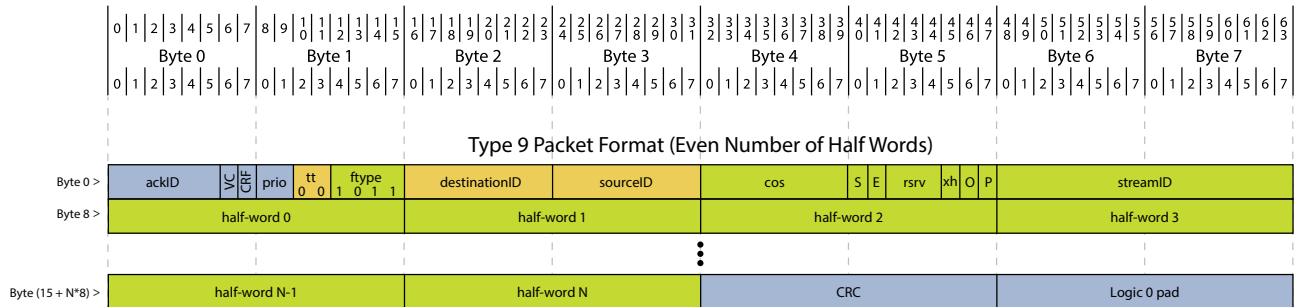 0 1 2 3 4 5 6 7 8 9 10 11 12 13 14 15 16 17 18 19 20 21 22 23 24 25 26 27 28 29 30 31 32 33 34 35 36 37 38 39 40 41 42 43 44 45 46 47 48 49 50 51 52 53 54 55 56 57 58 59 60 61 62 63
Byte 0 Byte 1 Byte 2 Byte 3 Byte 4 Byte 5 Byte 6 Byte 7
0 1 2 3 4 5 6 7 0 1 2 3 4 5 6 7 0 1 2 3 4 5 6 7 0 1 2 3 4 5 6 7 0 1 2 3 4 5 6 7 0 1 2 3 4 5 6 7 0 1 2 3 4 5 6 7 0 1 2 3 4 5 6 7
Type 9 Packet Format (Even Number of Half Words)
Byte 0 > ackID VC CRF prio tt 0 0 ftype 1 0 1 1 destinationID sourceID cos S E rsrv xh O P streamID
Byte 8 > half-word 0 half-word 1 half-word 2 half-word 3
Byte (15 + N*8) > half-word N-1 half-word N CRC Logic 0 pad